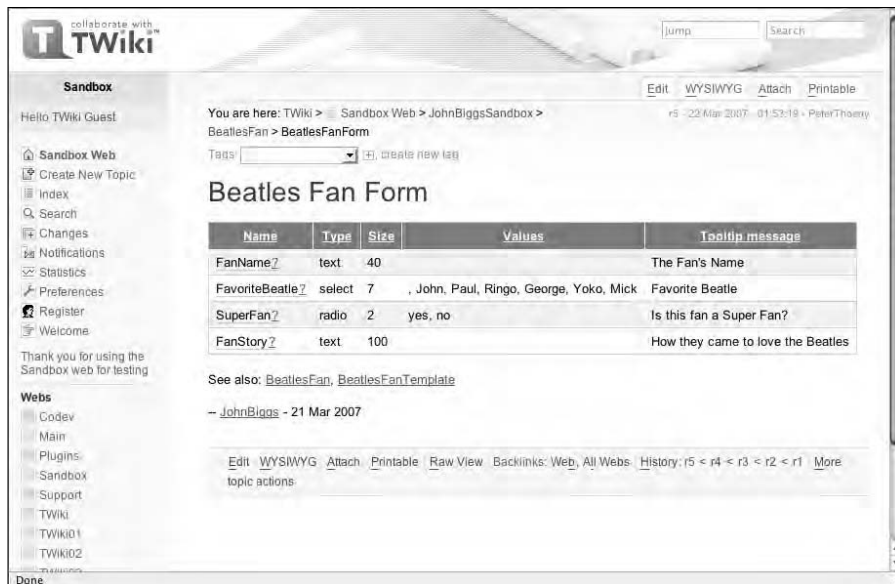 collaborate with
TWiki™
Jump
Search
Sandbox
Edit WYSIWYG Attach Printable
Hello TWiki Guest
You are here: TWiki > Sandbox Web > JohnBiggsSandbox >
BeatlesFan > BeatlesFanForm
r5 - 22 Mar 2007 - 01:53:19 - PeterThoeny
Tags:
create new tag
Sandbox Web
Create New Topic
Index
Search
Changes
Notifications
Statistics
Preferences
Register
Welcome
Thank you for using the
Sandbox web for testing
Webs
Codev
Main
Plugins
Sandbox
Support
TWiki
TWiki01
TWiki02
Beatles Fan Form
Name Type Size Values Tooltip message
FanName? text 40 The Fan's Name
FavoriteBeatle? select 7 , John, Paul, Ringo, George, Yoko, Mick Favorite Beatle
SuperFan? radio 2 yes, no Is this fan a Super Fan?
FanStory? text 100 How they came to love the Beatles
See also: BeatlesFan, BeatlesFanTemplate
-- JohnBiggs - 21 Mar 2007
Edit WYSIWYG Attach Printable Raw View Backlinks: Web, All Webs History: r5 < r4 < r3 < r2 < r1 More
topic actions
Done